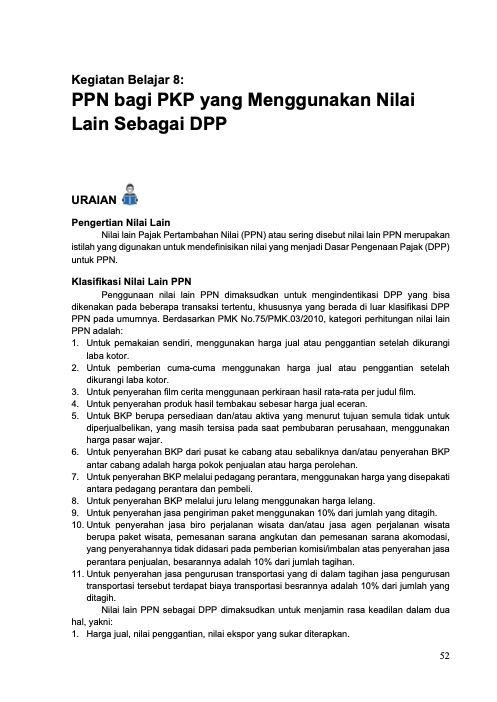 Kegiatan Belajar 8:
PPN bagi PKP yang Menggunakan Nilai
Lain Sebagai DPP
URAIAN
Pengertian Nilai Lain
Nilai lain Pajak Pertambahan Nilai (PPN) atau sering disebut nilai lain PPN merupakan
istilah yang digunakan untuk mendefinisikan nilai yang menjadi Dasar Pengenaan Pajak (DPP)
untuk PPN.
Klasifikasi Nilai Lain PPN
Penggunaan nilai lain PPN dimaksudkan untuk mengindentikasi DPP yang bisa
dikenakan pada beberapa transaksi tertentu, khususnya yang berada di luar klasifikasi DPP
PPN pada umumnya. Berdasarkan PMK No.75/PMK.03/2010, kategori perhitungan nilai lain
PPN adalah:
1. Untuk pemakaian sendiri, menggunakan harga jual atau penggantian setelah dikurangi
laba kotor.
2. Untuk pemberian cuma-cuma menggunakan harga jual atau penggantian setelah
dikurangi laba kotor.
3. Untuk penyerahan film cerita menggunaan perkiraan hasil rata-rata per judul film.
4. Untuk penyerahan produk hasil tembakau sebesar harga jual eceran.
5. Untuk BKP berupa persediaan dan/atau aktiva yang menurut tujuan semula tidak untuk
diperjualbelikan, yang masih tersisa pada saat pembubaran perusahaan, menggunakan
harga pasar wajar.
6. Untuk penyerahan BKP dari pusat ke cabang atau sebaliknya dan/atau penyerahan BKP
antar cabang adalah harga pokok penjualan atau harga perolehan.
7. Untuk penyerahan BKP melalui pedagang perantara, menggunakan harga yang disepakati
antara pedagang perantara dan pembeli.
8. Untuk penyerahan BKP melalui juru lelang menggunakan harga lelang.
9. Untuk penyerahan jasa pengiriman paket menggunakan 10% dari jumlah yang ditagih.
10. Untuk penyerahan jasa biro perjalanan wisata dan/atau jasa agen perjalanan wisata
berupa paket wisata, pemesanan sarana angkutan dan pemesanan sarana akomodasi,
yang penyerahannya tidak didasari pada pemberian komisi/imbalan atas penyerahan jasa
perantara penjualan, besarannya adalah 10% dari jumlah tagihan.
11. Untuk penyerahan jasa pengurusan transportasi yang di dalam tagihan jasa pengurusan
transportasi tersebut terdapat biaya transportasi besrannya adalah 10% dari jumlah yang
ditagih.
Nilai lain PPN sebagai DPP dimaksudkan untuk menjamin rasa keadilan dalam dua
hal, yakni:
1. Harga jual, nilai penggantian, nilai ekspor yang sukar diterapkan.
52